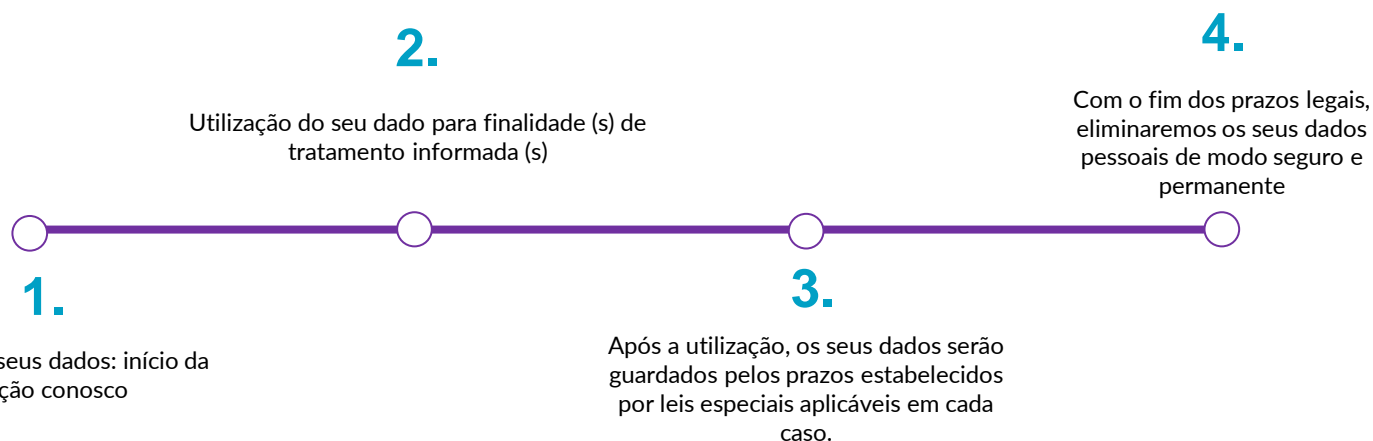 1.
seus dados: início da
conosco
2.
Utilização do seu dado para finalidade (s) de
tratamento informada (s)
3.
Após a utilização, os seus dados serão
guardados pelos prazos estabelecidos
por leis especiais aplicáveis em cada
caso.
4.
Com o fim dos prazos legais,
eliminaremos os seus dados
pessoais de modo seguro e
permanente